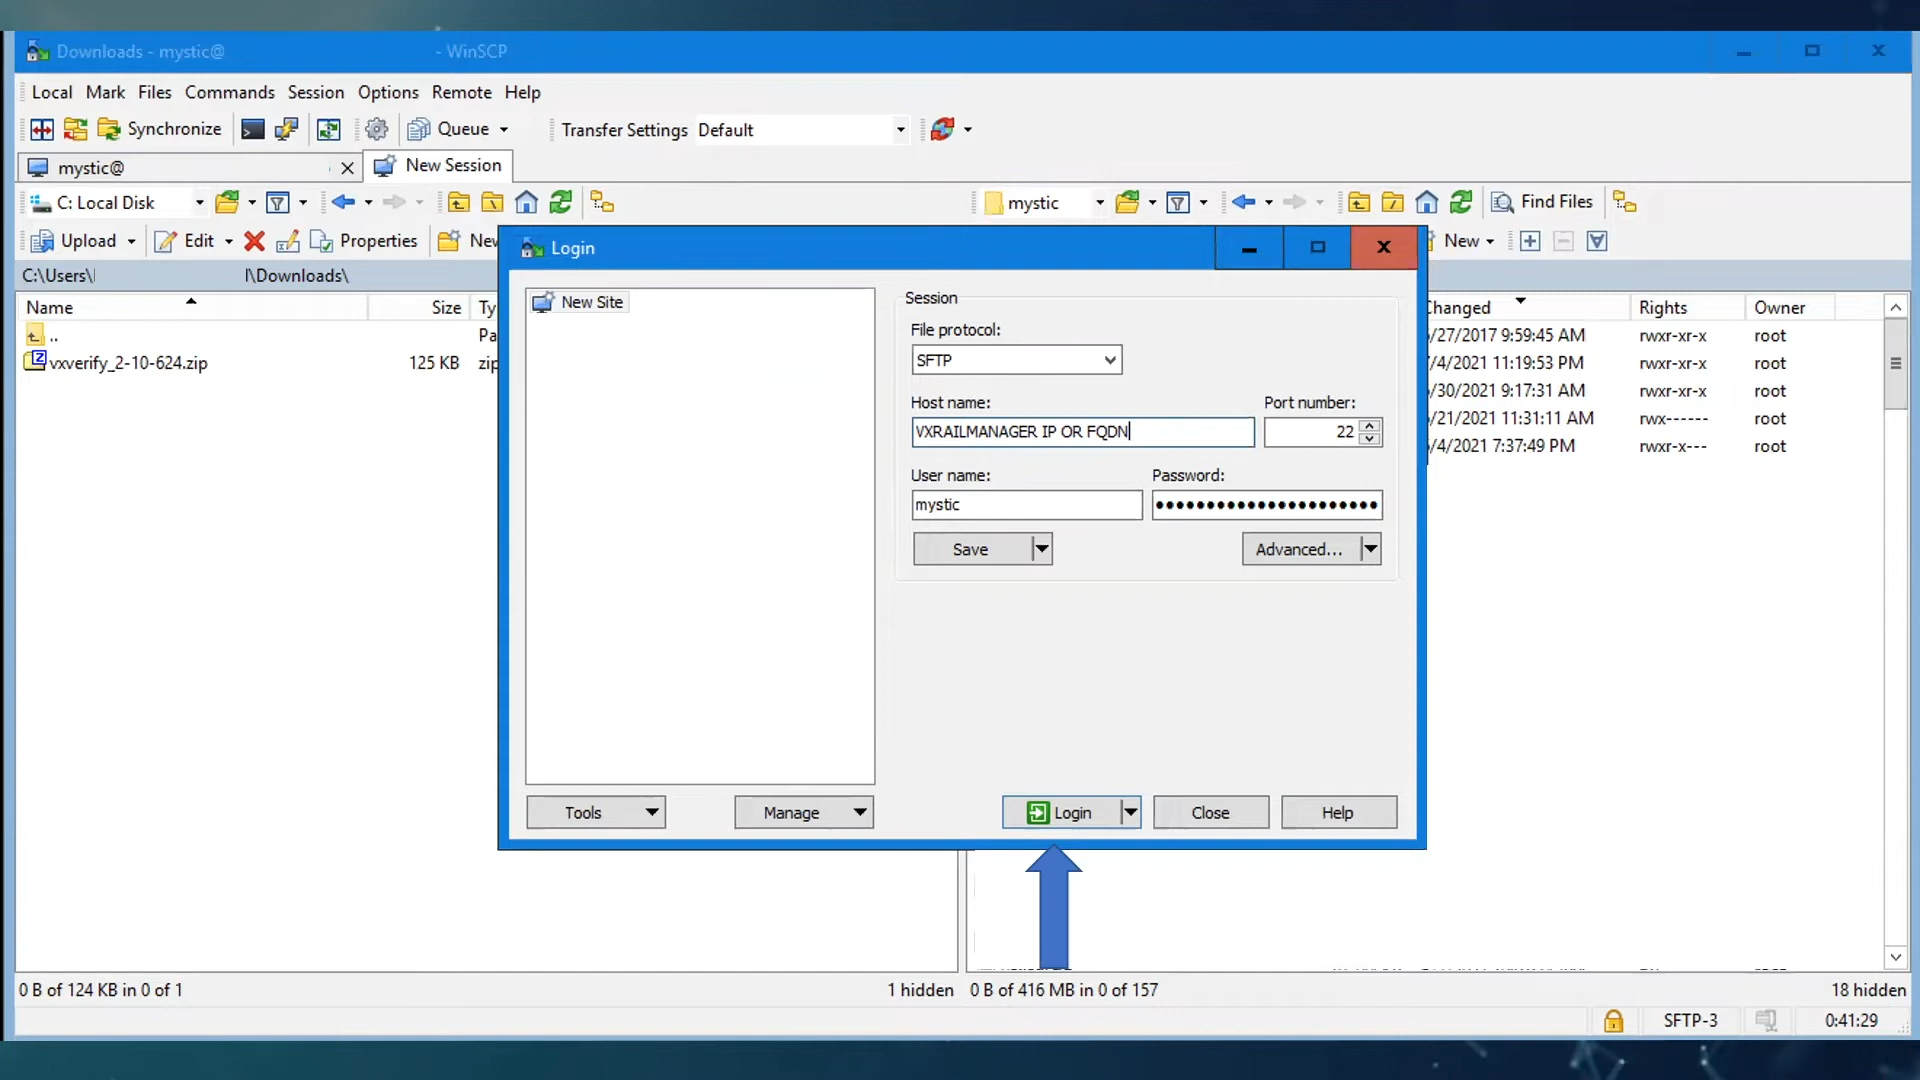 Downloads - mystic@ - WinSCP
Local Mark Files Commands Session Options Remote Help
Synchronize Queue Transfer Settings Default
mystic@ New Session
C: Local Disk mystic Find Files
Upload Edit Properties New
C:\Users\ \Downloads\
Name Size Ty
..
vxverify_2-10-624.zip 125 KB zip
Login
New Site
Session
File protocol:
SFTP
Host name: Port number:
VXRAILMANAGER IP OR FQDN 22
User name: Password:
mystic
Save Advanced...
Tools Manage Login Close Help
Changed Rights Owner
/27/2017 9:59:45 AM rwxr-xr-x root
/4/2021 11:19:53 PM rwxr-xr-x root
/30/2021 9:17:31 AM rwxr-xr-x root
/21/2021 11:31:11 AM rwx------ root
/4/2021 7:37:49 PM rwxr-x--- root
0 B of 124 KB in 0 of 1 1 hidden 0 B of 416 MB in 0 of 157 18 hidden
SFTP-3 0:41:29